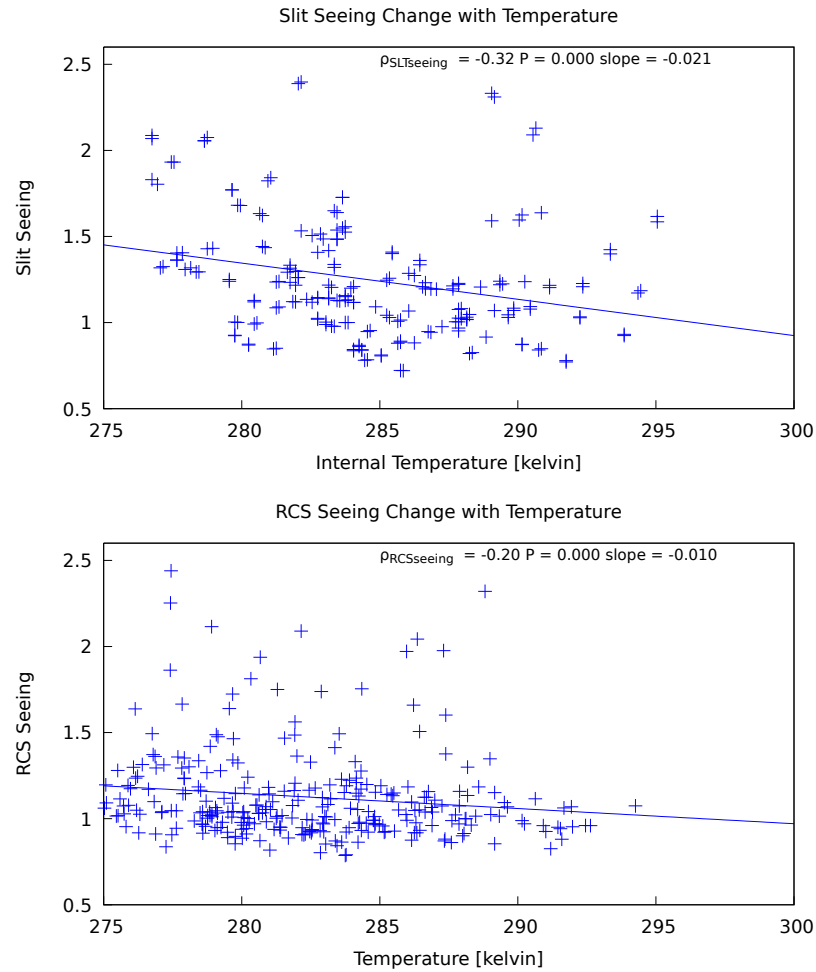 Slit Seeing Change with Temperature
ρSLTseeing = -0.32 P = 0.000 slope = -0.021
2.5
2
1.5
1
0.5
Slit Seeing
275 280 285 290 295 300
Internal Temperature [kelvin]
RCS Seeing Change with Temperature
ρRCSseeing = -0.20 P = 0.000 slope = -0.010
2.5
2
1.5
1
0.5
RCS Seeing
275 280 285 290 295 300
Temperature [kelvin]